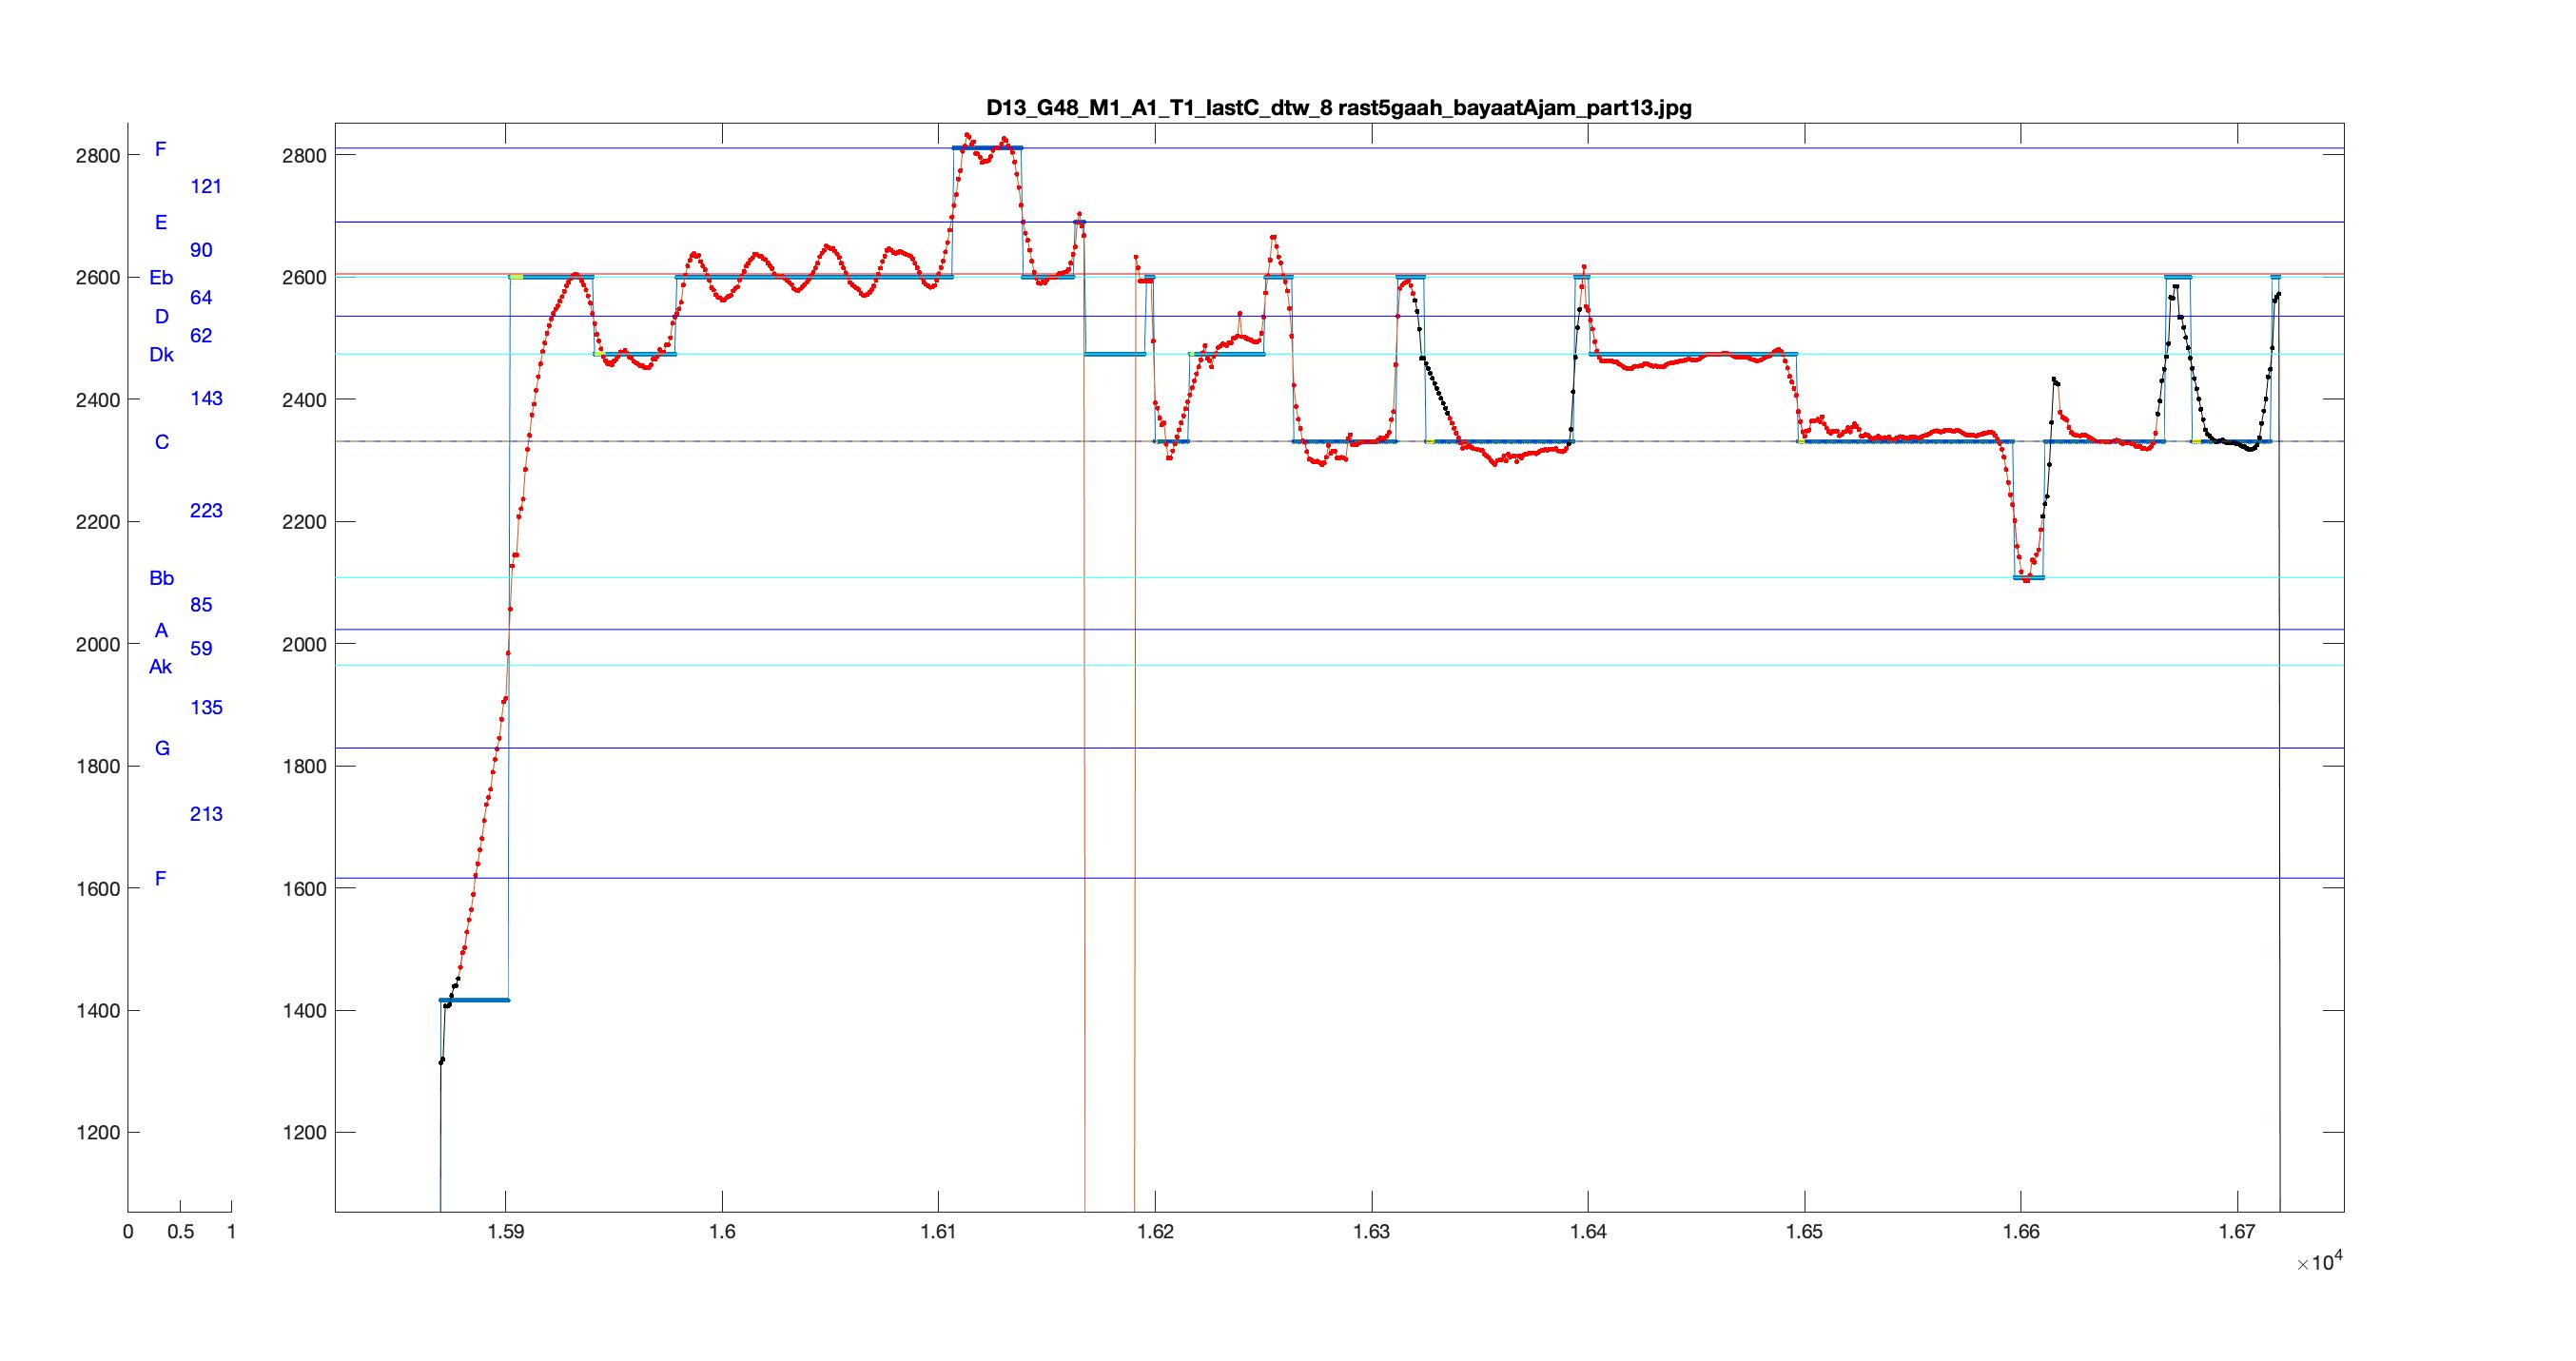 D13_G48_M1_A1_T1_lastC_dtw_8 rast5gaah_bayaatAjam_part13.jpg
2800 F 2800
121
E
90
2600 Eb 2600
64
D
62
Dk
2400 143 2400
C
223
2200 2200
Bb
85
A
2000 59 2000
Ak
135
G
1800 1800
213
1600 F 1600
1400 1400
1200 1200
0 0.5 1 1.59 1.6 1.61 1.62 1.63 1.64 1.65 1.66 1.67
×10⁴